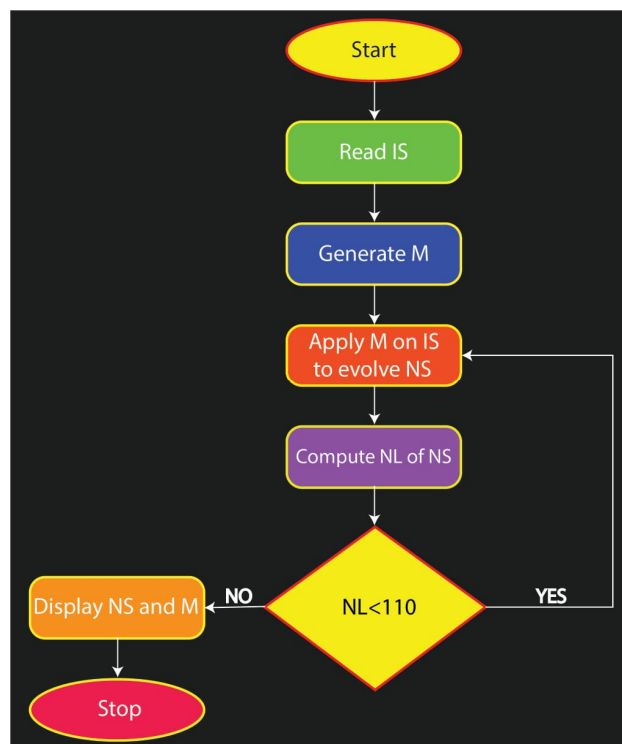 Start
Read IS
Generate M
Apply M on IS
to evolve NS
Compute NL of NS
NL<110
NO
YES
Display NS and M
Stop